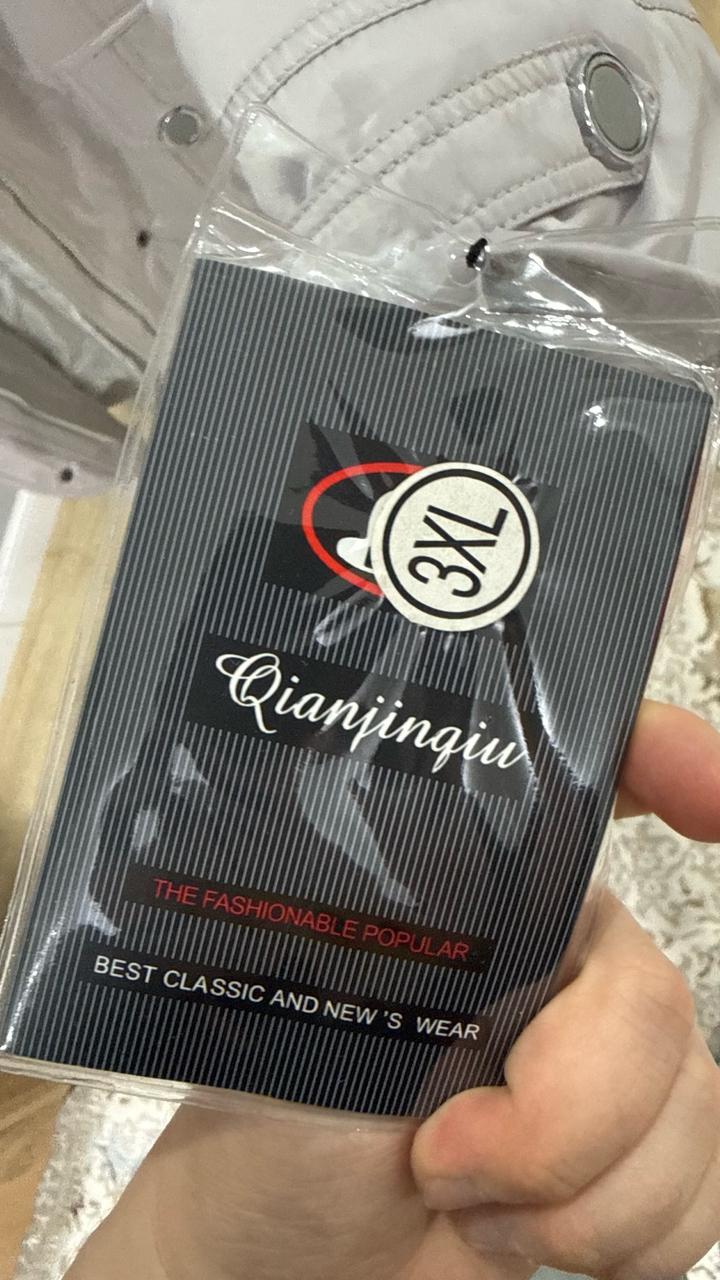 3XL
Qianjinqiu
THE FASHIONABLE POPULAR
BEST CLASSIC AND NEW 'S WEAR